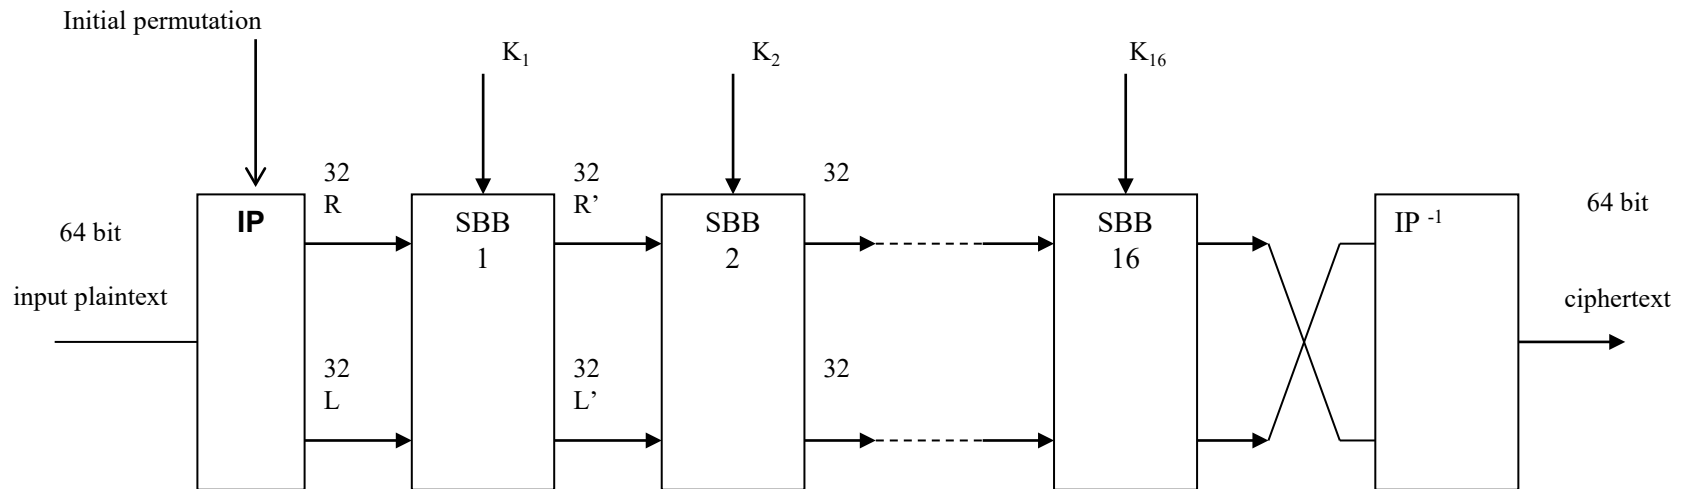 Initial permutation
K₁
K₂
K₁₆
32
R
32
R’
32
64 bit
IP
SBB
1
SBB
2
SBB
16
IP ⁻¹
64 bit
input plaintext
ciphertext
32
L
32
L’
32